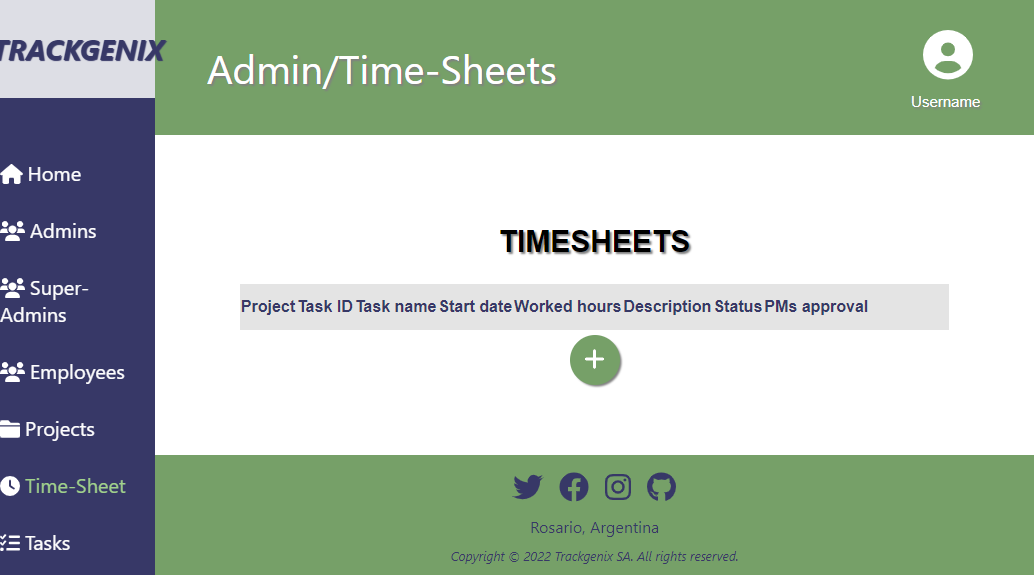 TRACKGENIX
Admin/Time-Sheets
Username
Home
Admins
Super-
Admins
Employees
Projects
Time-Sheet
Tasks
TIMESHEETS
Project Task ID Task name Start date Worked hours Description Status PMs approval
Rosario, Argentina
Copyright © 2022 Trackgenix SA. All rights reserved.